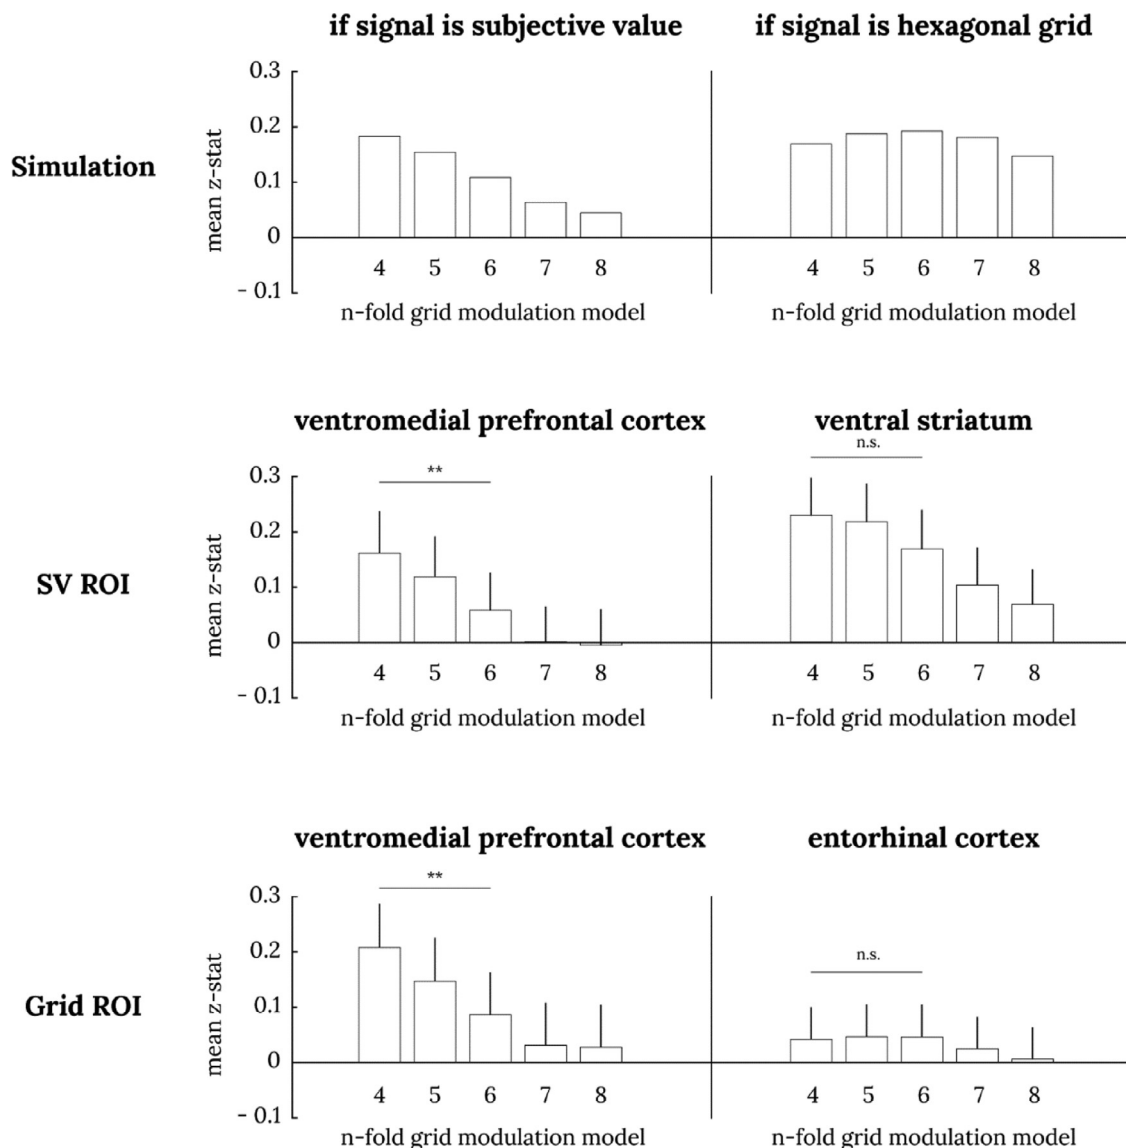 if signal is subjective value
if signal is hexagonal grid
Simulation
mean z-stat
0.3
0.2
0.1
0
- 0.1
4 5 6 7 8
n-fold grid modulation model
4 5 6 7 8
n-fold grid modulation model
SV ROI
ventromedial prefrontal cortex
**
mean z-stat
0.3
0.2
0.1
0
- 0.1
4 5 6 7 8
n-fold grid modulation model
ventral striatum
n.s.
4 5 6 7 8
n-fold grid modulation model
Grid ROI
ventromedial prefrontal cortex
**
mean z-stat
0.3
0.2
0.1
0
- 0.1
4 5 6 7 8
n-fold grid modulation model
entorhinal cortex
n.s.
4 5 6 7 8
n-fold grid modulation model